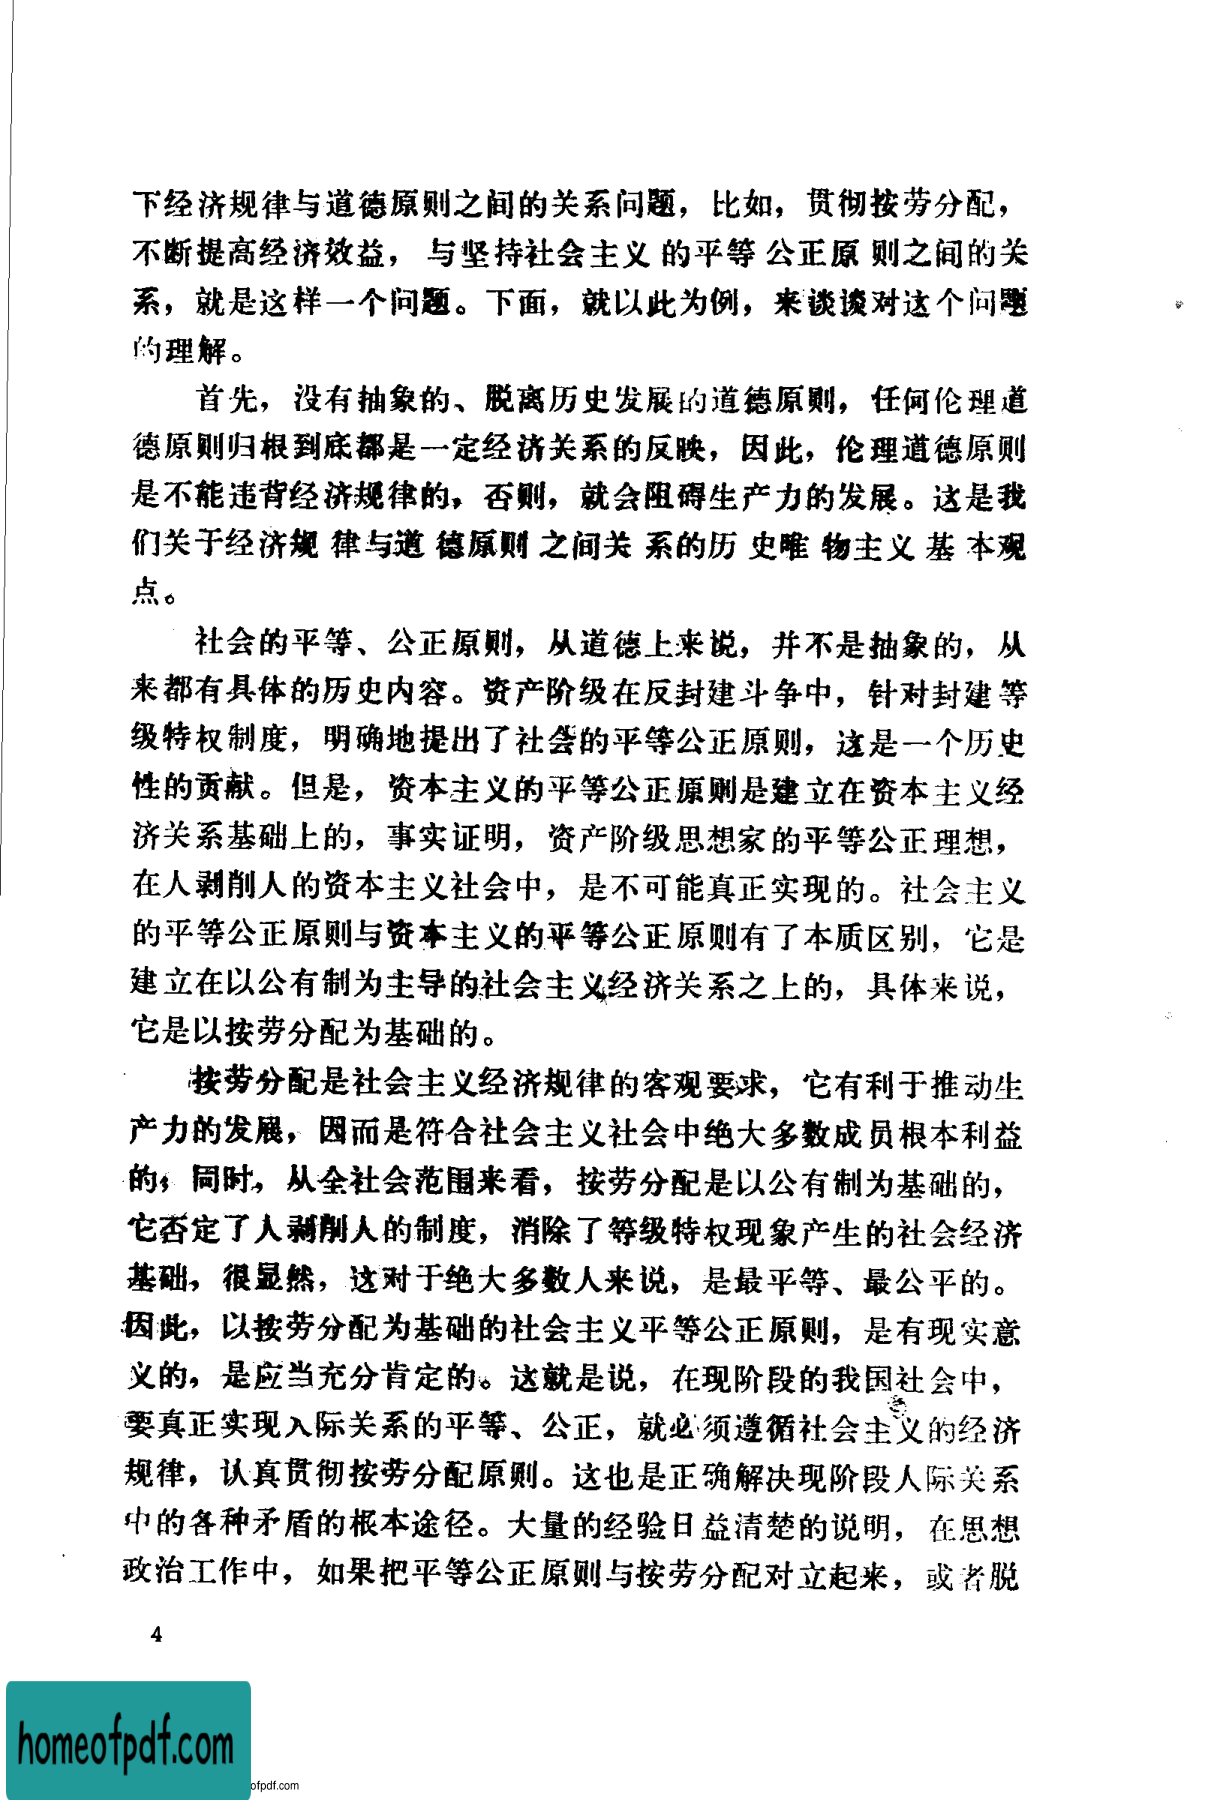 下经济规律与道德原则之间的关系问题，比如，贯彻按劳分配，
不断提高经济效益，与坚持社会主义的平等公正原则之间的关
系，就是这样一个问题。下面，就以此为例，来谈谈对这个问题
的理解。
首先，没有抽象的、脱离历史发展的道德原则，任何伦理道
德原则归根到底都是一定经济关系的反映，因此，伦理道德原则
是不能违背经济规律的，否则，就会阻碍生产力的发展。这是我
们关于经济规律与道德原则之间关系的历史唯物主义基本观
点。
社会的平等、公正原则，从道德上来说，并不是抽象的，从
来都有具体的历史内容。资产阶级在反封建斗争中，针对封建等
级特权制度，明确地提出了社会的平等公正原则，这是一个历史
性的贡献。但是，资本主义的平等公正原则是建立在资本主义经
济关系基础上的，事实证明，资产阶级思想家的平等公正理想，
在人剥削人的资本主义社会中，是不可能真正实现的。社会主义
的平等公正原则与资本主义的平等公正原则有了本质区别，它是
建立在以公有制为主导的社会主义经济关系之上的，具体来说，
它是以按劳分配为基础的。
按劳分配是社会主义经济规律的客观要求，它有利于推动生
产力的发展，因而是符合社会主义社会中绝大多数成员根本利益
的；同时，从全社会范围来看，按劳分配是以公有制为基础的，
它否定了人剥削人的制度，消除了等级特权现象产生的社会经济
基础，很显然，这对于绝大多数人来说，是最平等、最公平的。
因此，以按劳分配为基础的社会主义平等公正原则，是有现实意
义的，是应当充分肯定的。这就是说，在现阶段的我国社会中，
要真正实现人际关系的平等、公正，就必须遵循社会主义的经济
规律，认真贯彻按劳分配原则。这也是正确解决现阶段人际关系
中的各种矛盾的根本途径。大量的经验日益清楚的说明，在思想
政治工作中，如果把平等公正原则与按劳分配对立起来，或者脱
4
homeofpdf.com
ofpdf.com